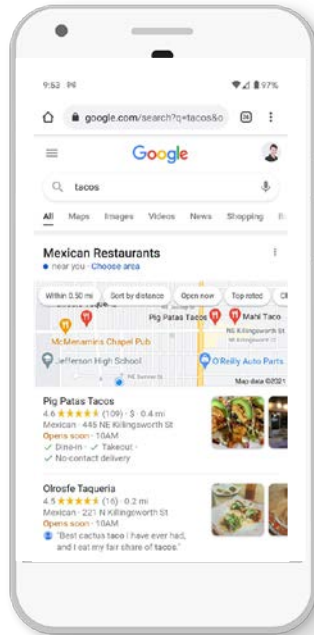 9:53
97%
google.com/search?q=tacos&o
Google
tacos
All Maps Images Videos News Shopping
Mexican Restaurants
near you · Choose area
Within 0.50 mi Sort by distance Open now Top rated
Pig Patas Tacos Mahi Taco
NE Killingsworth St
McMenamins Chapel Pub
Jefferson High School O'Reilly Auto Parts
Map data ©2021
Pig Patas Tacos
4.6 (109) · $ · 0.4 mi
Mexican · 445 NE Killingsworth St
Opens soon · 10AM
✓ Dine-in · ✓ Takeout ·
✓ No-contact delivery
Olrosfe Taqueria
4.5 (16) · 0.2 mi
Mexican · 221 N Killingsworth St
Opens soon · 10AM
"Best cactus taco I have ever had,
and I eat my fair share of tacos."